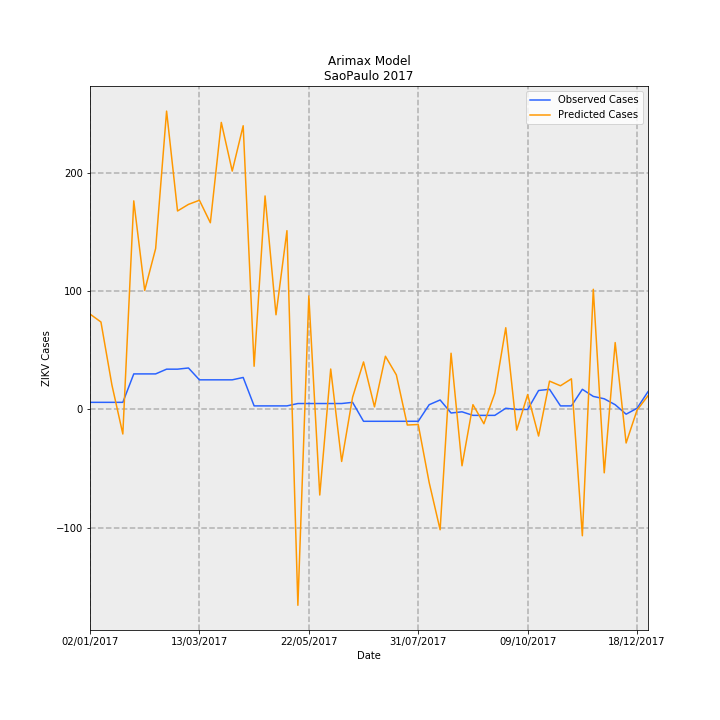 Arimax Model
SaoPaulo 2017
Observed Cases
Predicted Cases
ZIKV Cases
200
100
0
−100
02/01/2017
13/03/2017
22/05/2017
31/07/2017
09/10/2017
18/12/2017
Date